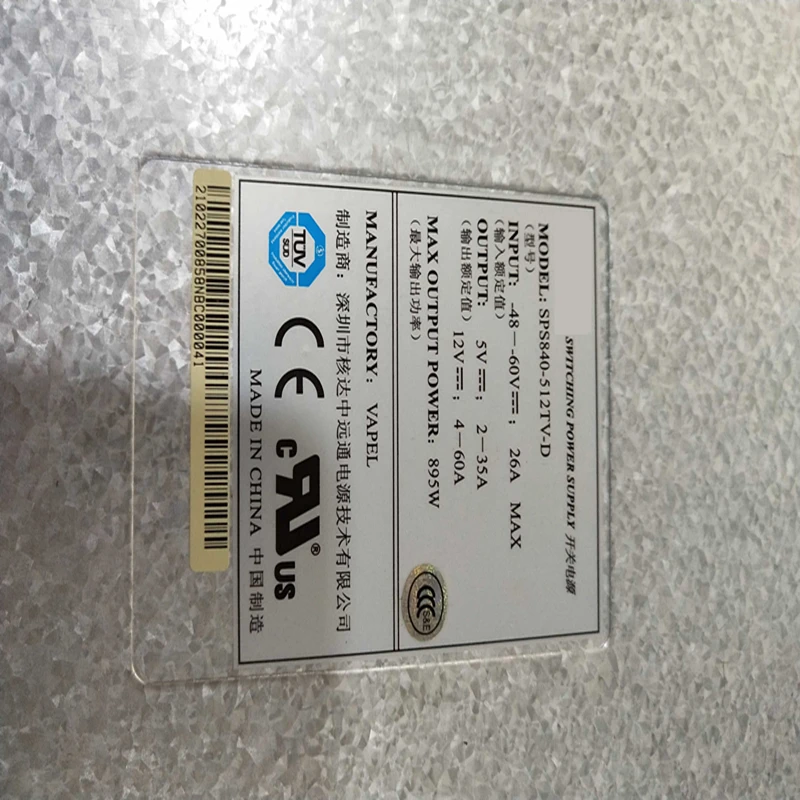 SWITCHING POWER SUPPLY 开关电源
MODEL: SPS840-512TV-D
(型号)
INPUT: -48—-60V⎓; 26A MAX
(输入额定值)
OUTPUT: 5V⎓; 2—35A
(输出额定值) 12V⎓; 4—60A
MAX OUTPUT POWER: 895W
(最大输出功率)
S&E
MANUFACTORY: VAPEL
制造商: 深圳市核达中远通电源技术有限公司
TUV
SUD
CE
c RU ® US
MADE IN CHINA 中国制造
2102270085BNBC000041